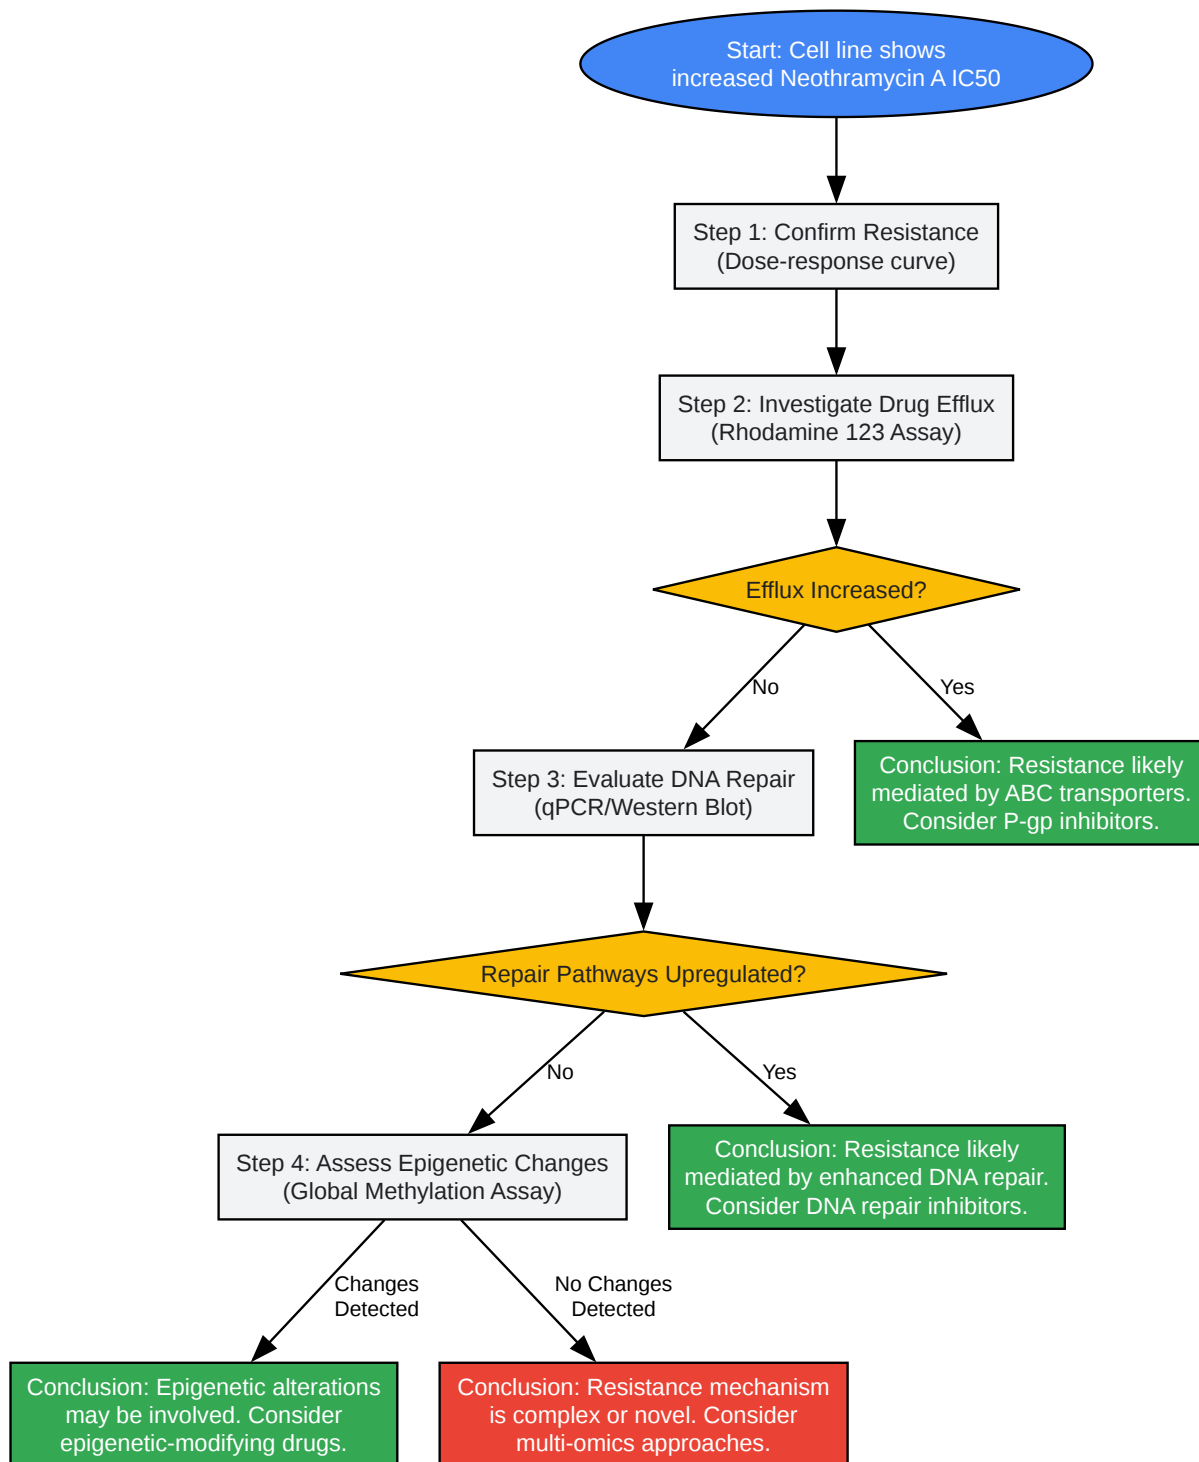 Start: Cell line shows
increased Neothramycin A IC50
Step 1: Confirm Resistance
(Dose-response curve)
Step 2: Investigate Drug Efflux
(Rhodamine 123 Assay)
Efflux Increased?
No
Yes
Step 3: Evaluate DNA Repair
(qPCR/Western Blot)
Conclusion: Resistance likely
mediated by ABC transporters.
Consider P-gp inhibitors.
Repair Pathways Upregulated?
No
Yes
Step 4: Assess Epigenetic Changes
(Global Methylation Assay)
Conclusion: Resistance likely
mediated by enhanced DNA repair.
Consider DNA repair inhibitors.
Changes
Detected
No Changes
Detected
Conclusion: Epigenetic alterations
may be involved. Consider
epigenetic-modifying drugs.
Conclusion: Resistance mechanism
is complex or novel. Consider
multi-omics approaches.